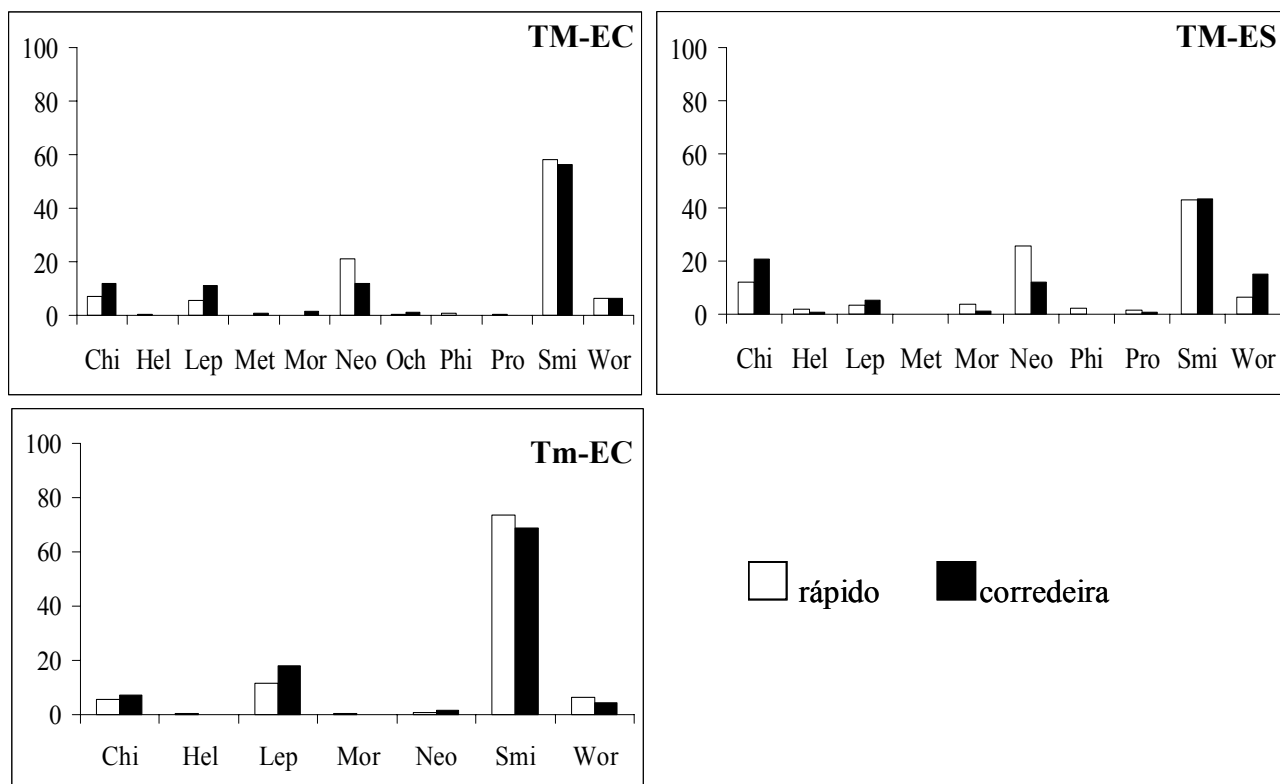 TM-EC
100
80
60
40
20
0
Chi Hel Lep Met Mor Neo Och Phi Pro Smi Wor
TM-ES
100
80
60
40
20
0
Chi Hel Lep Met Mor Neo Phi Pro Smi Wor
Tm-EC
100
80
60
40
20
0
Chi Hel Lep Mor Neo Smi Wor
rápido corredeira